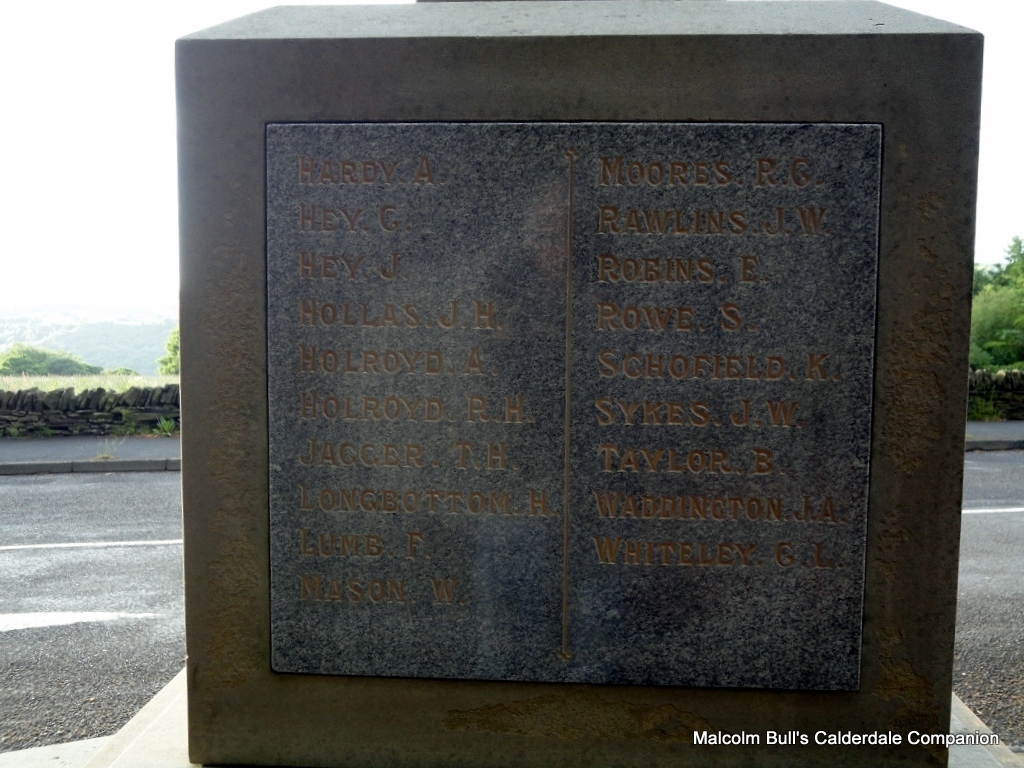 HARDY. A.
HEY. C.
HEY. J.
HOLLAS. J. H.
HOLROYD. A.
HOLROYD. R. H.
JAGGER. T. H.
LONGBOTTOM. H.
LUMB. F.
MASON. W.
MOORES. R. C.
RAWLINS. J. W.
ROBINS. E.
ROWE. S.
SCHOFIELD. K.
SYKES. J. W.
TAYLOR. B.
WADDINGTON. J. A.
WHITELEY. G. L.
Malcolm Bull's Calderdale Companion